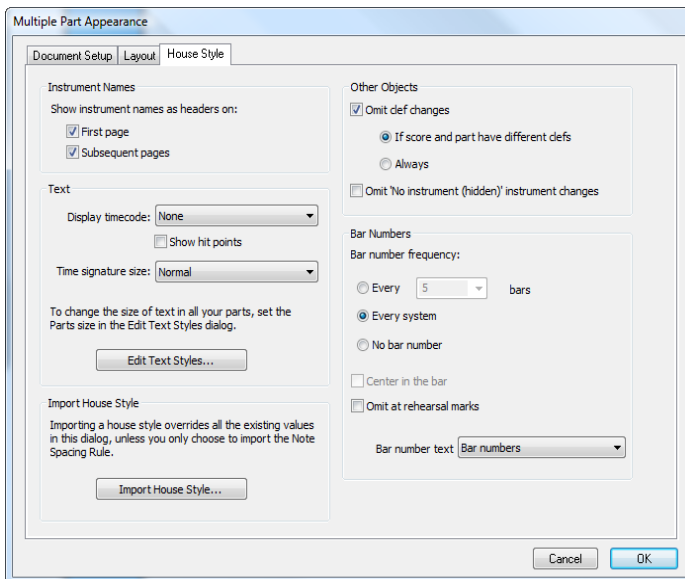 Multiple Part Appearance
Document Setup
Layout
House Style
Instrument Names
Show instrument names as headers on:
First page
Subsequent pages
Text
Display timecode: None
Show hit points
Time signature size: Normal
To change the size of text in all your parts, set the
Parts size in the Edit Text Styles dialog.
Edit Text Styles...
Import House Style
Importing a house style overrides all the existing values
in this dialog, unless you only choose to import the Note
Spacing Rule.
Import House Style...
Other Objects
Omit clef changes
If score and part have different clefs
Always
Omit 'No instrument (hidden)' instrument changes
Bar Numbers
Bar number frequency:
Every 5 bars
Every system
No bar number
Center in the bar
Omit at rehearsal marks
Bar number text Bar numbers
Cancel
OK